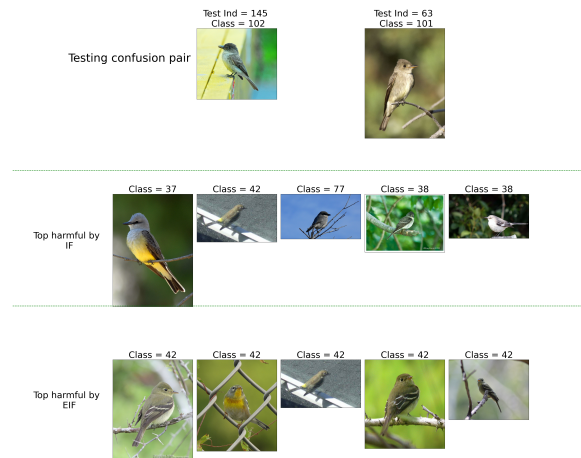 Test Ind = 145
Class = 102
Test Ind = 63
Class = 101
Testing confusion pair
Class = 37
Class = 42
Class = 77
Class = 38
Class = 38
Top harmful by
IF
Class = 42
Class = 42
Class = 42
Class = 42
Class = 42
Top harmful by
EIF